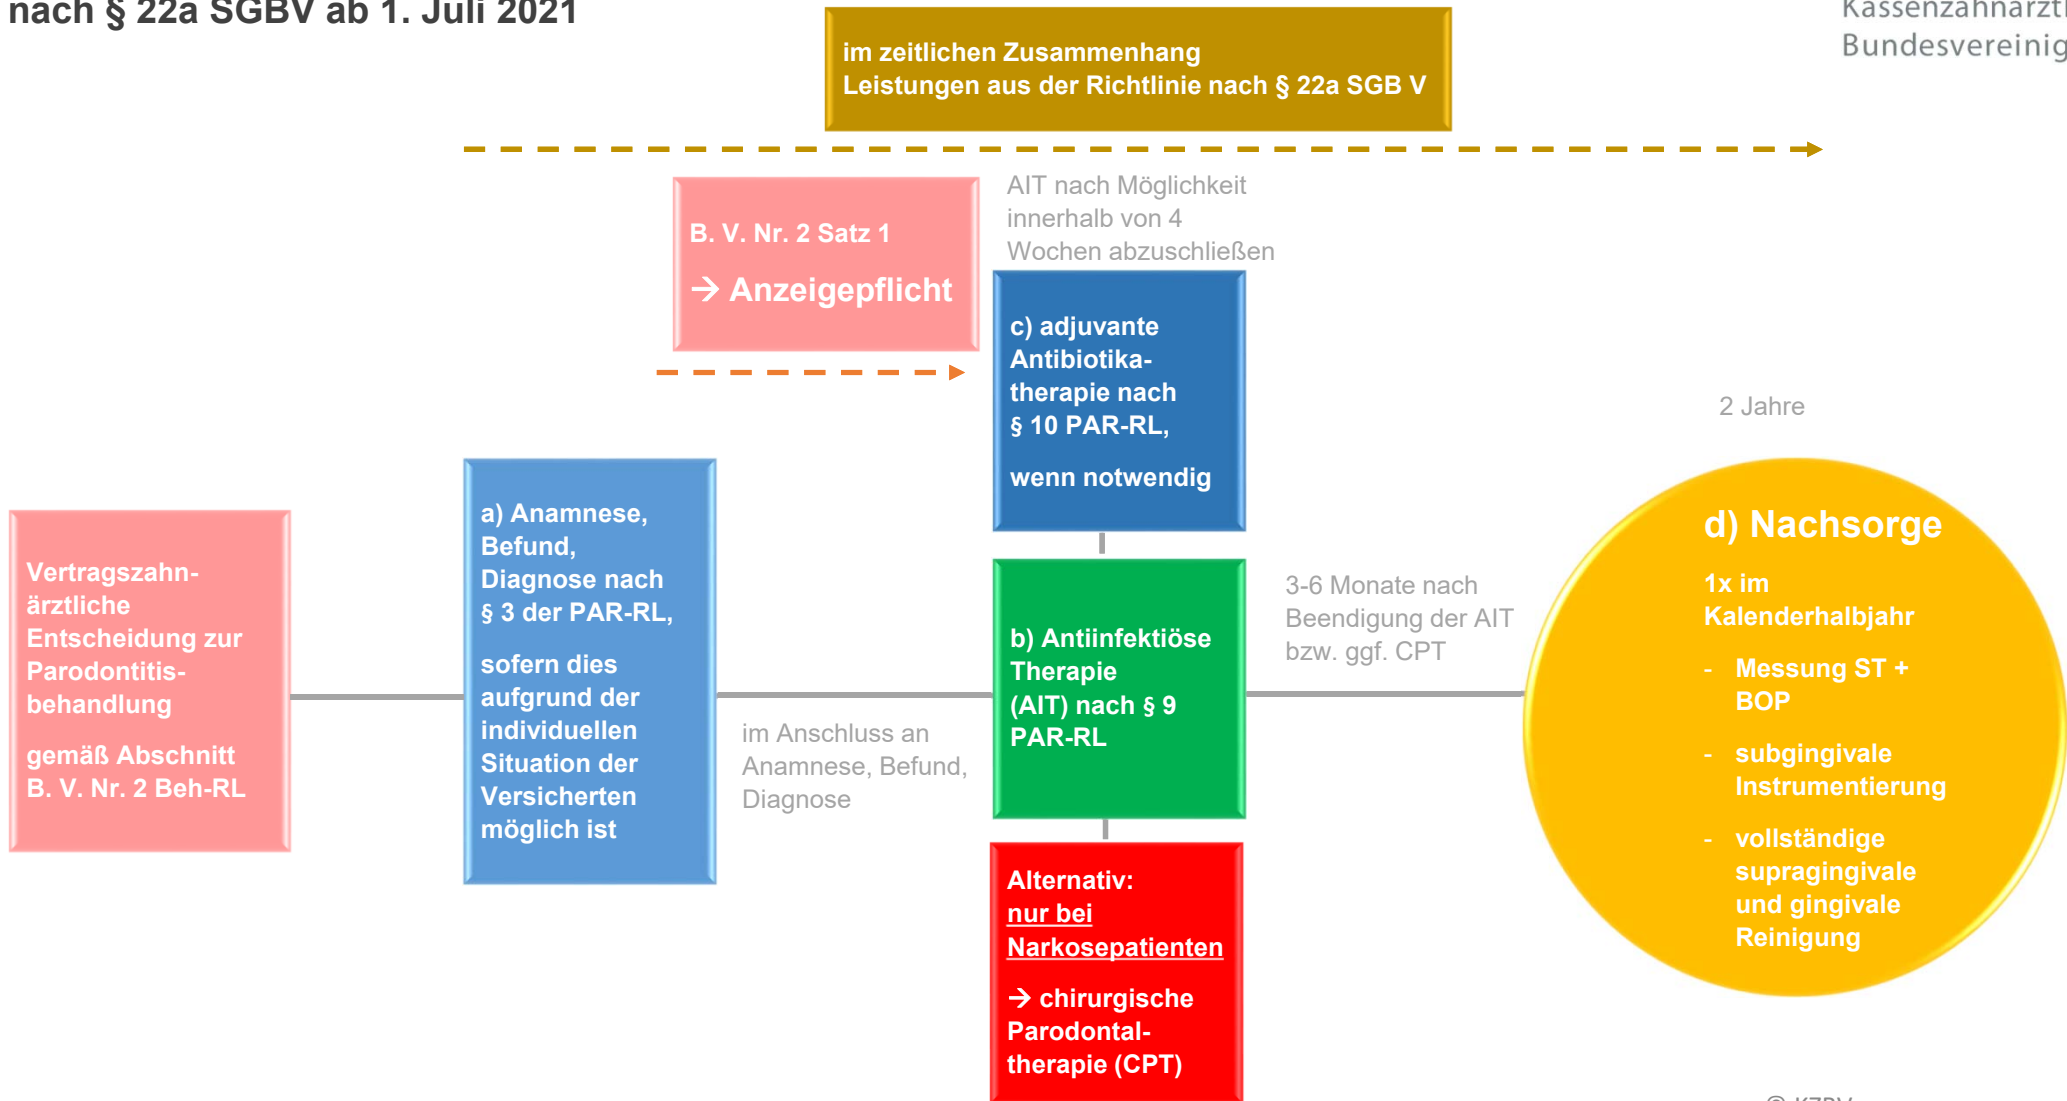 nach § 22a SGBV ab 1. Juli 2021
Bundesvereinig
im zeitlichen Zusammenhang
Leistungen aus der Richtlinie nach § 22a SGB V
B. V. Nr. 2 Satz 1
→ Anzeigepflicht
AIT nach Möglichkeit
innerhalb von 4
Wochen abzuschließen
c) adjuvante
Antibiotika-
therapie nach
§ 10 PAR-RL,
wenn notwendig
Vertragszahn-
ärztliche
Entscheidung zur
Parodontitis-
behandlung
gemäß Abschnitt
B. V. Nr. 2 Beh-RL
a) Anamnese,
Befund,
Diagnose nach
§ 3 der PAR-RL,
sofern dies
aufgrund der
individuellen
Situation der
Versicherten
möglich ist
im Anschluss an
Anamnese, Befund,
Diagnose
b) Antiinfektiöse
Therapie
(AIT) nach § 9
PAR-RL
Alternativ:
nur bei
Narkosepatienten
→ chirurgische
Parodontal-
therapie (CPT)
3-6 Monate nach
Beendigung der AIT
bzw. ggf. CPT
2 Jahre
d) Nachsorge
1x im
Kalenderhalbjahr
- Messung ST +
BOP
- subgingivale
Instrumentierung
- vollständige
supragingivale
und gingivale
Reinigung